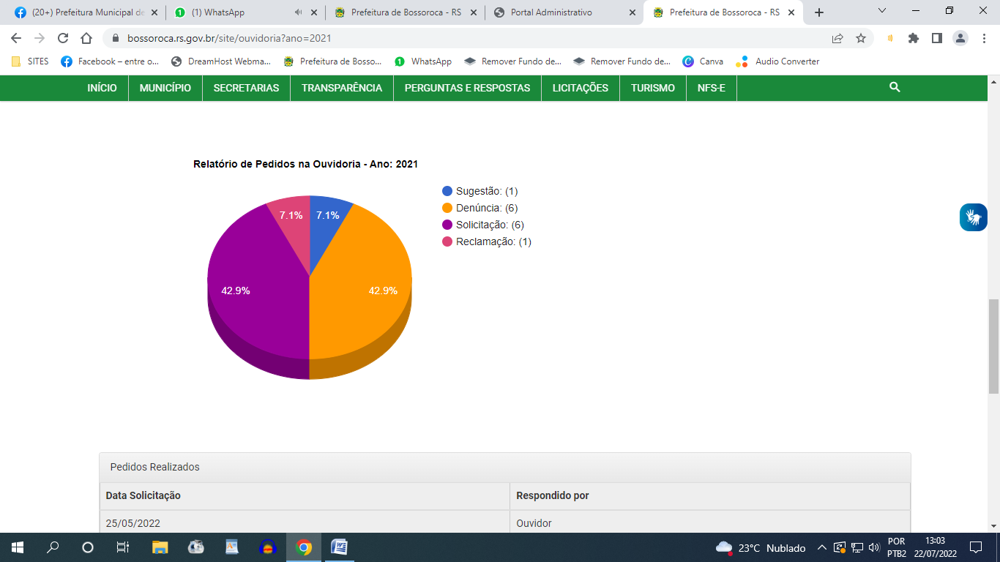 (20+) Prefeitura Municipal de
(1) WhatsApp
Prefeitura de Bossoroca - RS
Portal Administrativo
Prefeitura de Bossoroca - RS
bossoroca.rs.gov.br/site/ouvidoria?ano=2021
SITES
Facebook – entre o...
DreamHost Webma...
Prefeitura de Bosso...
WhatsApp
Remover Fundo de...
Remover Fundo de...
Canva
Audio Converter
INÍCIO
MUNICÍPIO
SECRETARIAS
TRANSPARÊNCIA
PERGUNTAS E RESPOSTAS
LICITAÇÕES
TURISMO
NFS-E
Relatório de Pedidos na Ouvidoria - Ano: 2021
Sugestão: (1)
Denúncia: (6)
Solicitação: (6)
Reclamação: (1)
7.1%
7.1%
42.9%
42.9%
Pedidos Realizados
Data Solicitação
Respondido por
25/05/2022
Ouvidor
23°C Nublado
POR
PTB2
13:03
22/07/2022